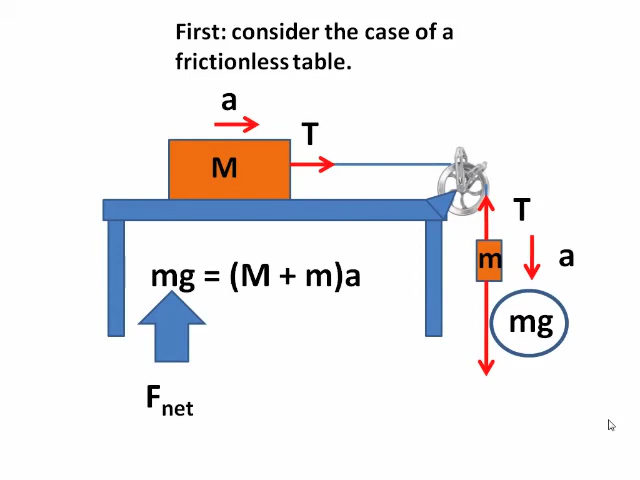 First: consider the case of a
frictionless table.
a
T
M
T
m
a
mg = (M + m)a
mg
Fnet